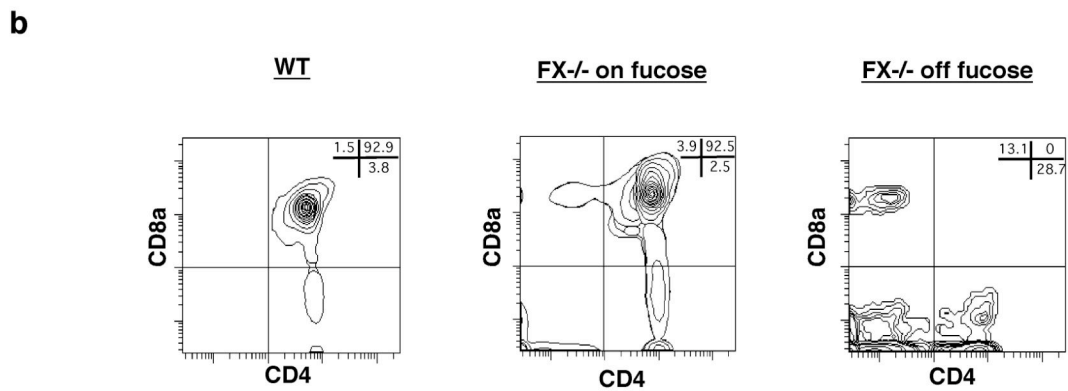 b
WT
FX-/- on fucose
FX-/- off fucose
1.5 92.9
3.8
3.9 92.5
2.5
13.1 0
28.7
CD8a
CD8a
CD8a
CD4
CD4
CD4